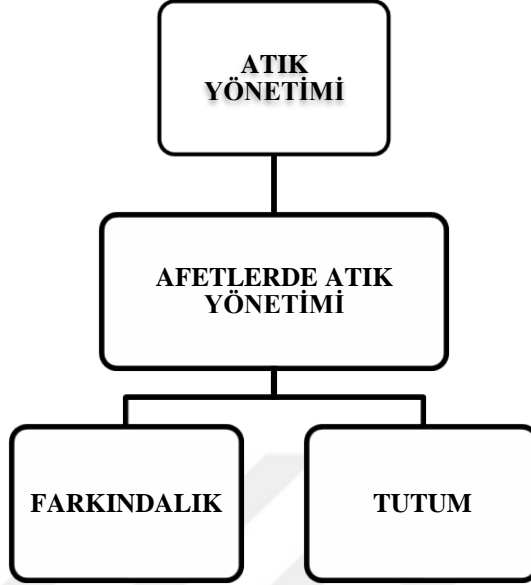 ATIK
YÖNETİMİ
AFETLERDE ATIK
YÖNETİMİ
FARKINDALIK
TUTUM